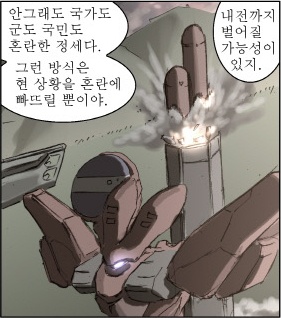 안그래도 국가도
군도 국민도
혼란한 정세다.
그런 방식은
현 상황을 혼란에
빠뜨릴 뿐이야.
내전까지
벌어질
가능성이
있지.